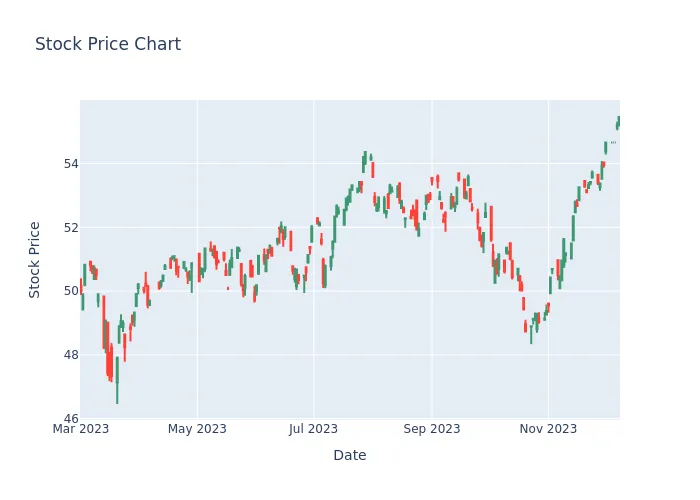 Stock Price Chart
54
52
50
48
46
Mar 2023
May 2023
Jul 2023
Sep 2023
Nov 2023
Date
Stock Price